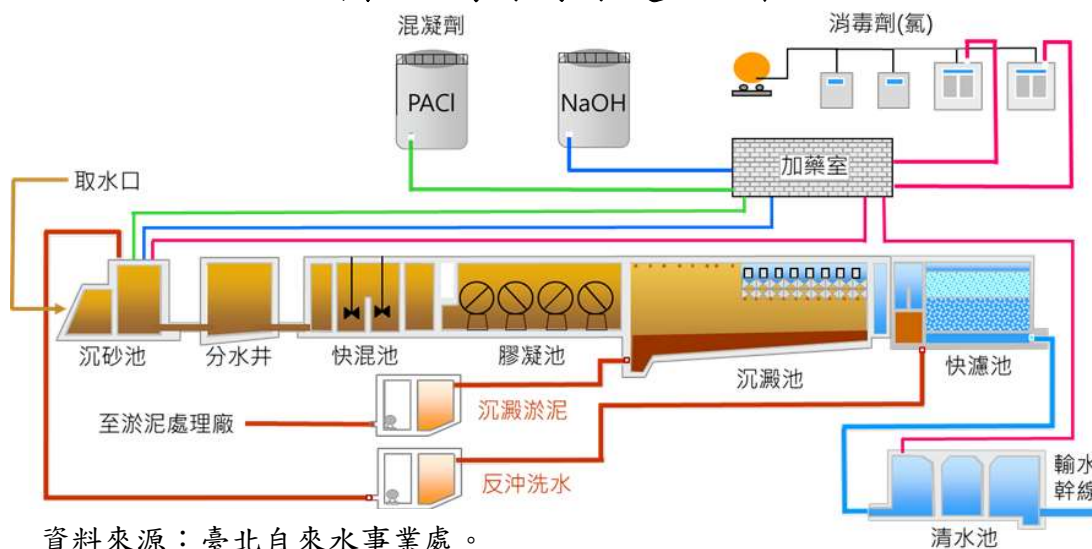 混凝劑
消毒劑(氯)
PACl
NaOH
加藥室
取水口
沉砂池
分水井
快混池
膠凝池
沉澱池
快濾池
沉澱淤泥
至淤泥處理廠
反沖洗水
輸水
幹線
清水池
資料來源：臺北自來水事業處。